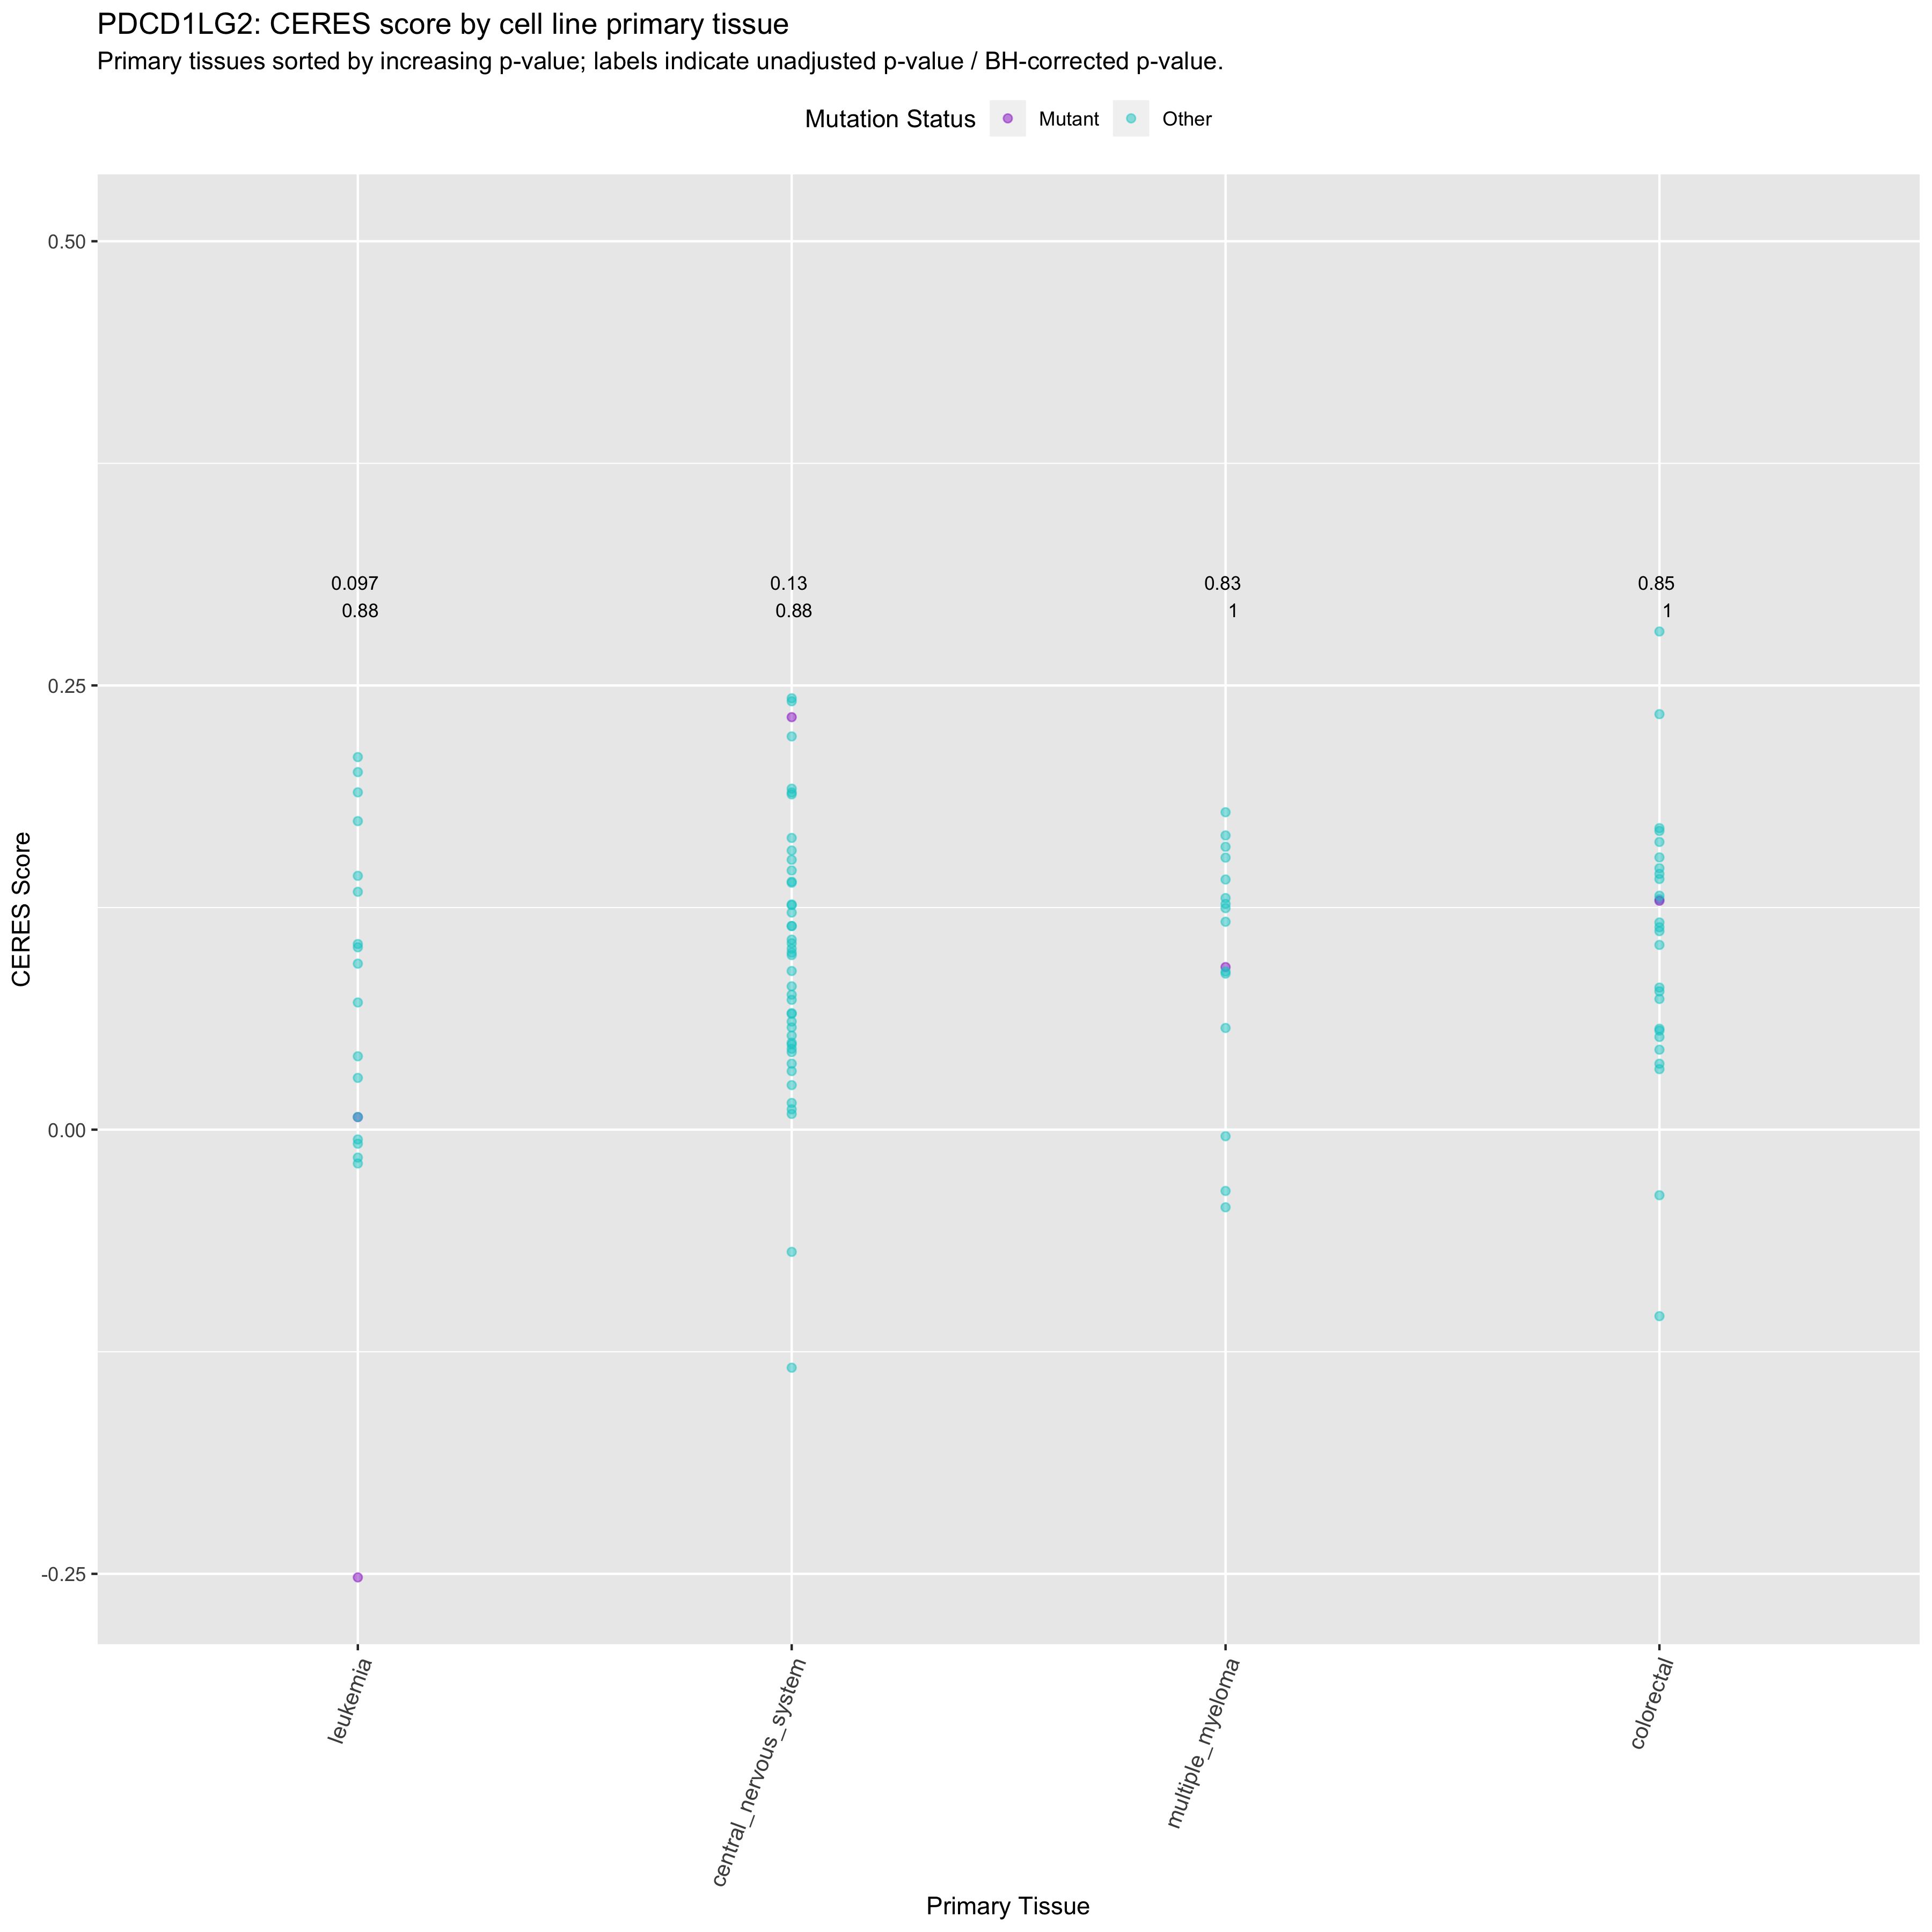 PDCD1LG2: CERES score by cell line primary tissue
Primary tissues sorted by increasing p-value; labels indicate unadjusted p-value / BH-corrected p-value.
Mutation Status Mutant Other
0.50
0.097 0.13 0.83 0.85
0.88 0.88 1 1
0.25
CERES Score
0.00
-0.25
leukemia central_nervous_system multiple_myeloma colorectal
Primary Tissue